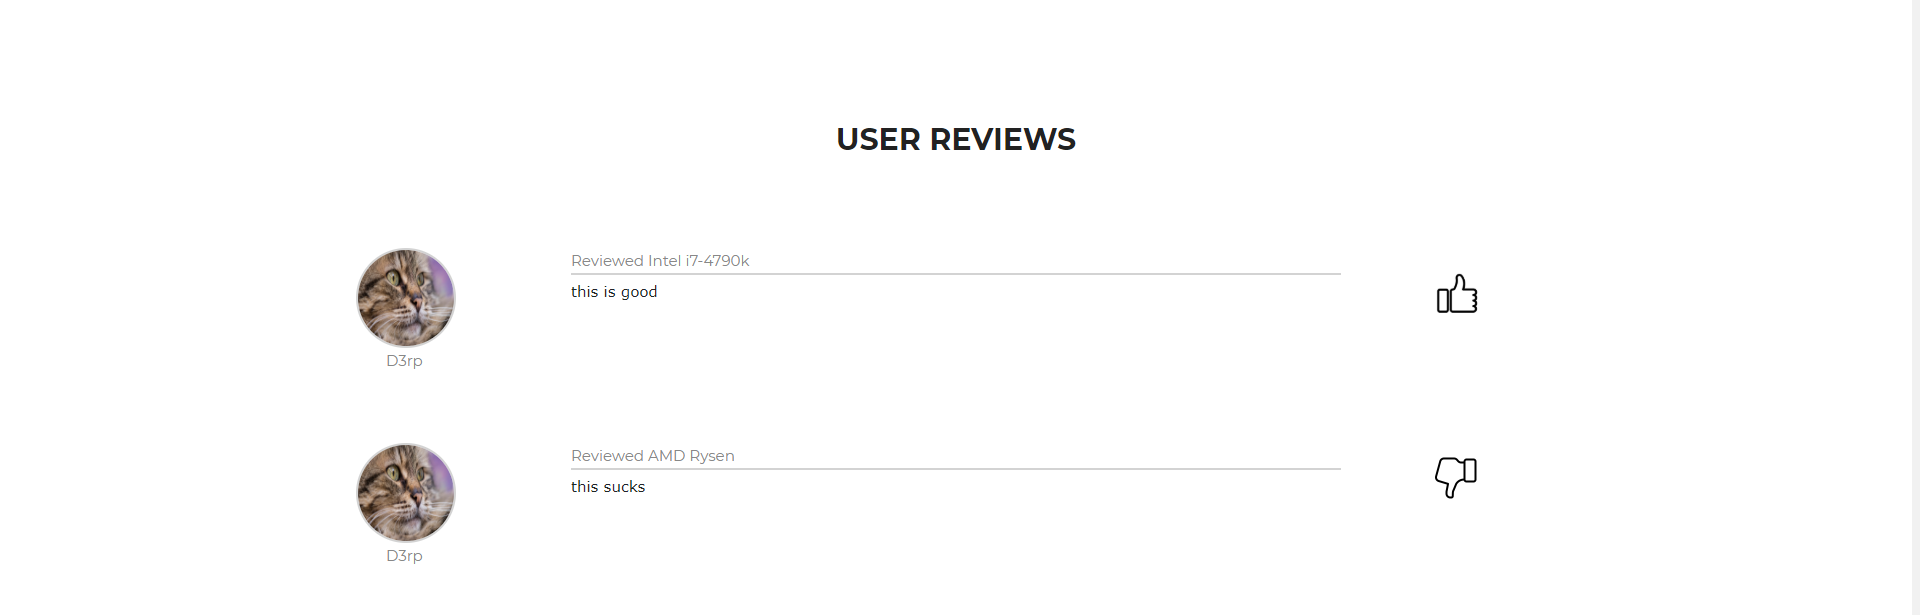 USER REVIEWS
Reviewed Intel i7-4790k
this is good
D3rp
Reviewed AMD Rysen
this sucks
D3rp